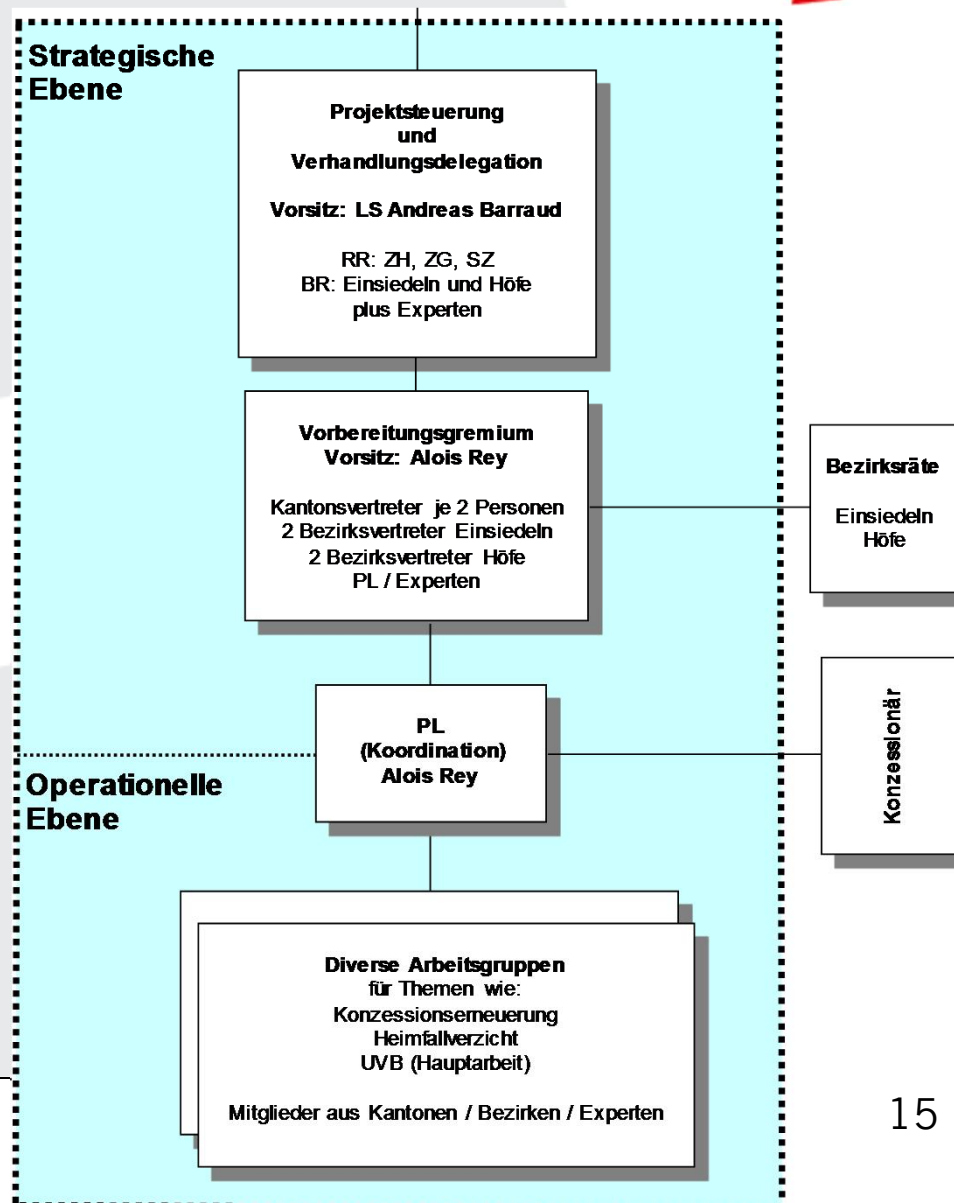 Strategische
Ebene
Projektsteuerung
und
Verhandlungsdelegation
Vorsitz: LS Andreas Barraud
RR: ZH, ZG, SZ
BR: Einsiedeln und Höfe
plus Experten
Vorbereitungsgremium
Vorsitz: Alois Rey
Kantonsvertreter je 2 Personen
2 Bezirksvertreter Einsiedeln
2 Bezirksvertreter Höfe
PL / Experten
Bezirksräte
Einsiedeln
Höfe
PL
(Koordination)
Alois Rey
Konzessionär
Operationelle
Ebene
Diverse Arbeitsgruppen
für Themen wie:
Konzessionserneuerung
Heimfallverzicht
UVB (Hauptarbeit)
Mitglieder aus Kantonen / Bezirken / Experten
15